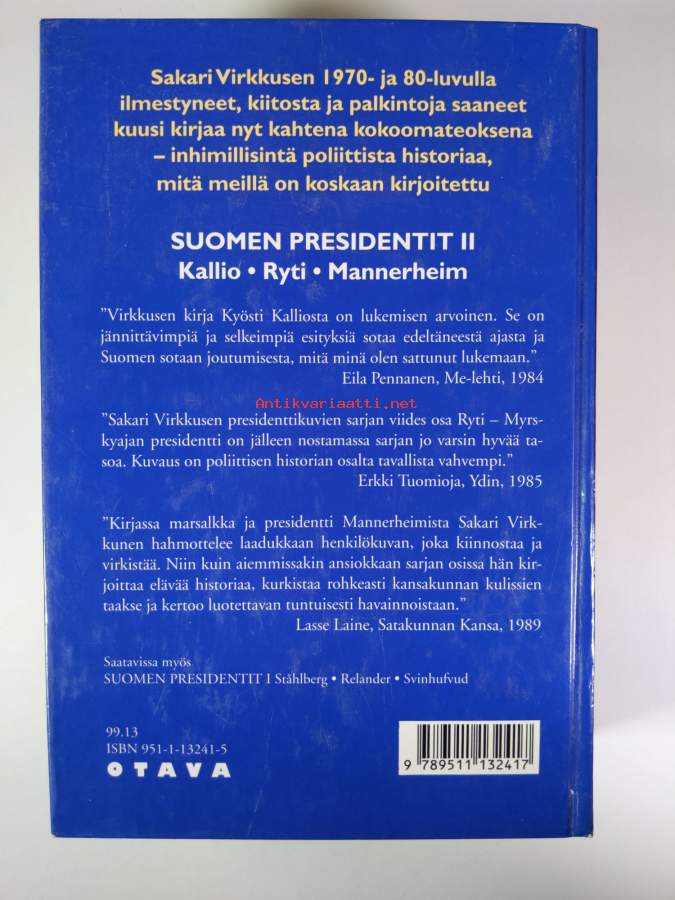 Sakari Virkkusen 1970- ja 80-luvulla
ilmestyneet, kiitosta ja palkintoja saaneet
kuusi kirjaa nyt kahtena kokoomateoksena
– inhimillisintä poliittista historiaa,
mitä meillä on koskaan kirjoitettu
SUOMEN PRESIDENTIT II
Kallio • Ryti • Mannerheim
”Virkkusen kirja Kyösti Kalliosta on lukemisen arvoinen. Se on
jännittävimpiä ja selkeimpiä esityksiä sotaa edeltäneestä ajasta ja
Suomen sotaan joutumisesta, mitä minä olen sattunut lukemaan.”
Eila Pennanen, Me-lehti, 1984
Antikvariaatti.net
”Sakari Virkkusen presidenttikuvien sarjan viides osa Ryti – Myrs-
kyajan presidentti on jälleen nostamassa sarjan jo varsin hyvää ta-
soa. Kuvaus on poliittisen historian osalta tavallista vahvempi.”
Erkki Tuomioja, Ydin, 1985
”Kirjassa marsalkka ja presidentti Mannerheimista Sakari Virk-
kunen hahmottelee laadukkaan henkilökuvan, joka kiinnostaa ja
virkistää. Niin kuin aiemmissakin ansiokkaan sarjan osissa hän kir-
joittaa elävää historiaa, kurkistaa rohkeasti kansakunnan kulissien
taakse ja kertoo luotettavan tuntuisesti havainnoistaan.”
Lasse Laine, Satakunnan Kansa, 1989
Saatavissa myös
SUOMEN PRESIDENTIT I Ståhlberg • Relander • Svinhufvud
99.13
ISBN 951-1-13241-5
OTAVA
9 789511 132417